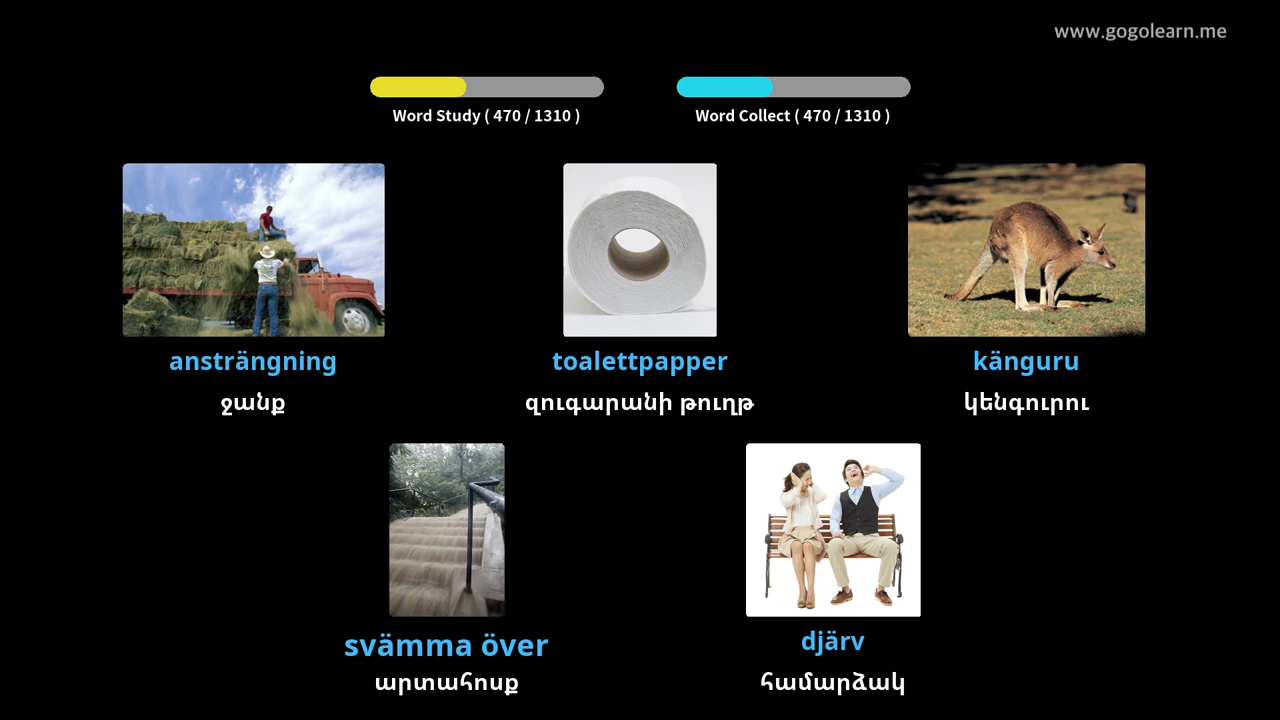 www.gogolearn.me
Word Study ( 470 / 1310 )
Word Collect ( 470 / 1310 )
ansträngning
toalettpapper
känguru
ջանք
զուգարանի թուղթ
կենգուրու
svämma över
djärv
արտահոսք
համարձակ